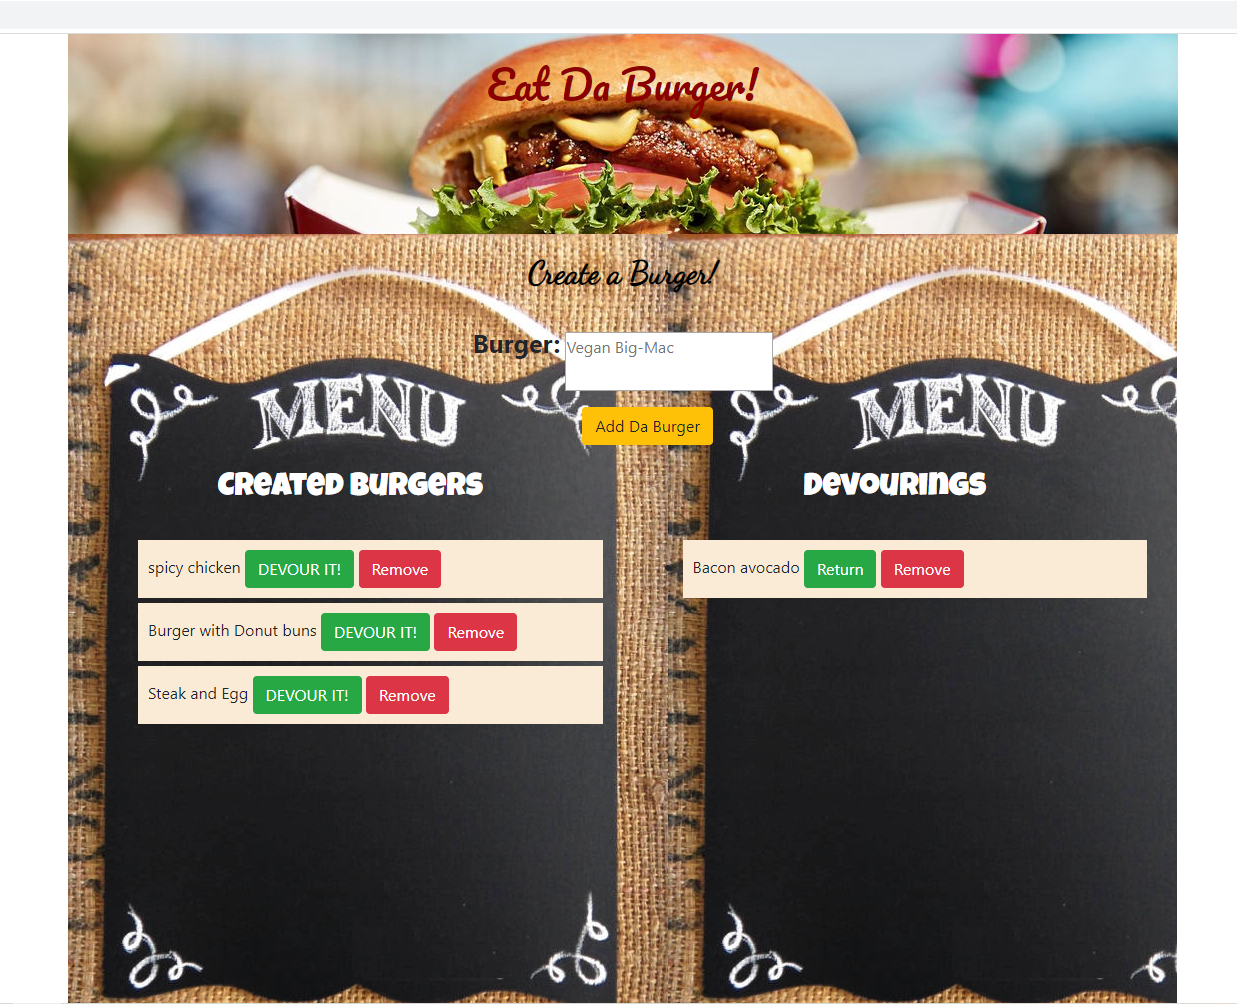 Eat Da Burger!
Create a Burger!
Burger: Vegan Big-Mac
Add Da Burger
MENU
MENU
Created Burgers
Devourings
spicy chicken DEVOUR IT! Remove
Bacon avocado Return Remove
Burger with Donut buns DEVOUR IT! Remove
Steak and Egg DEVOUR IT! Remove